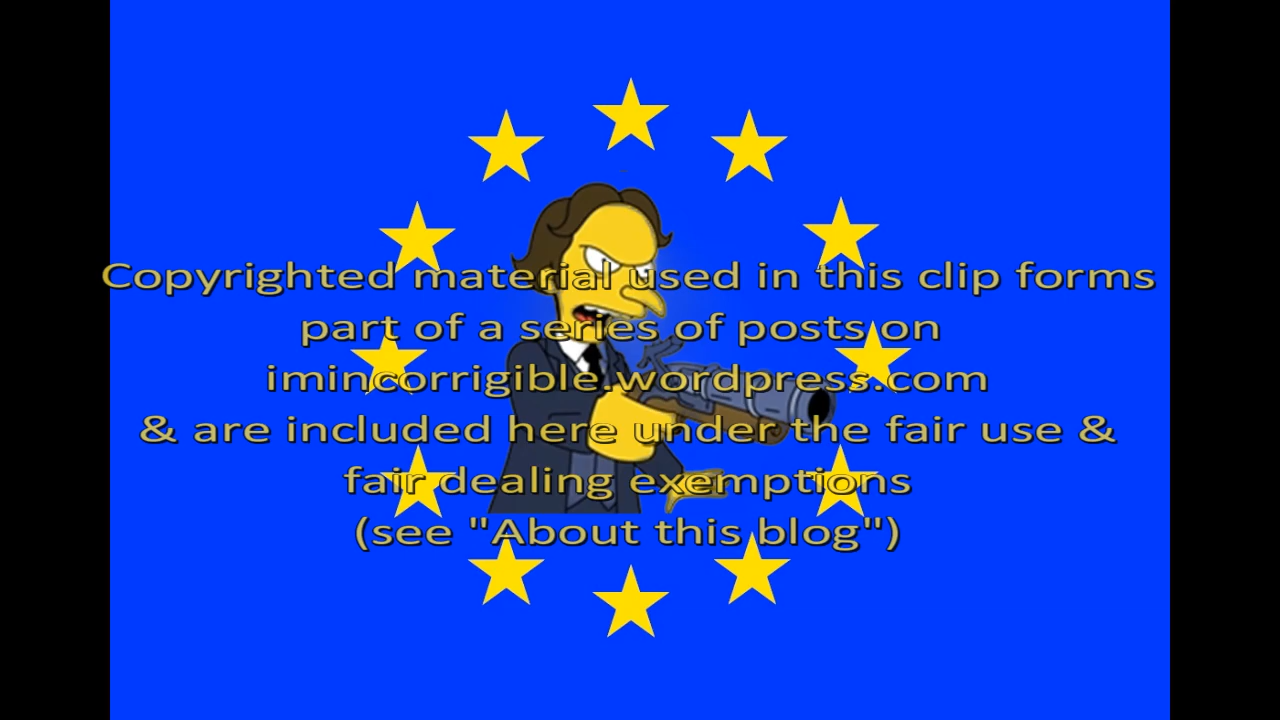 Copyrighted material used in this clip forms
part of a series of posts on
imincorrigible.wordpress.com
& are included here under the fair use &
fair dealing exemptions
(see "About this blog")